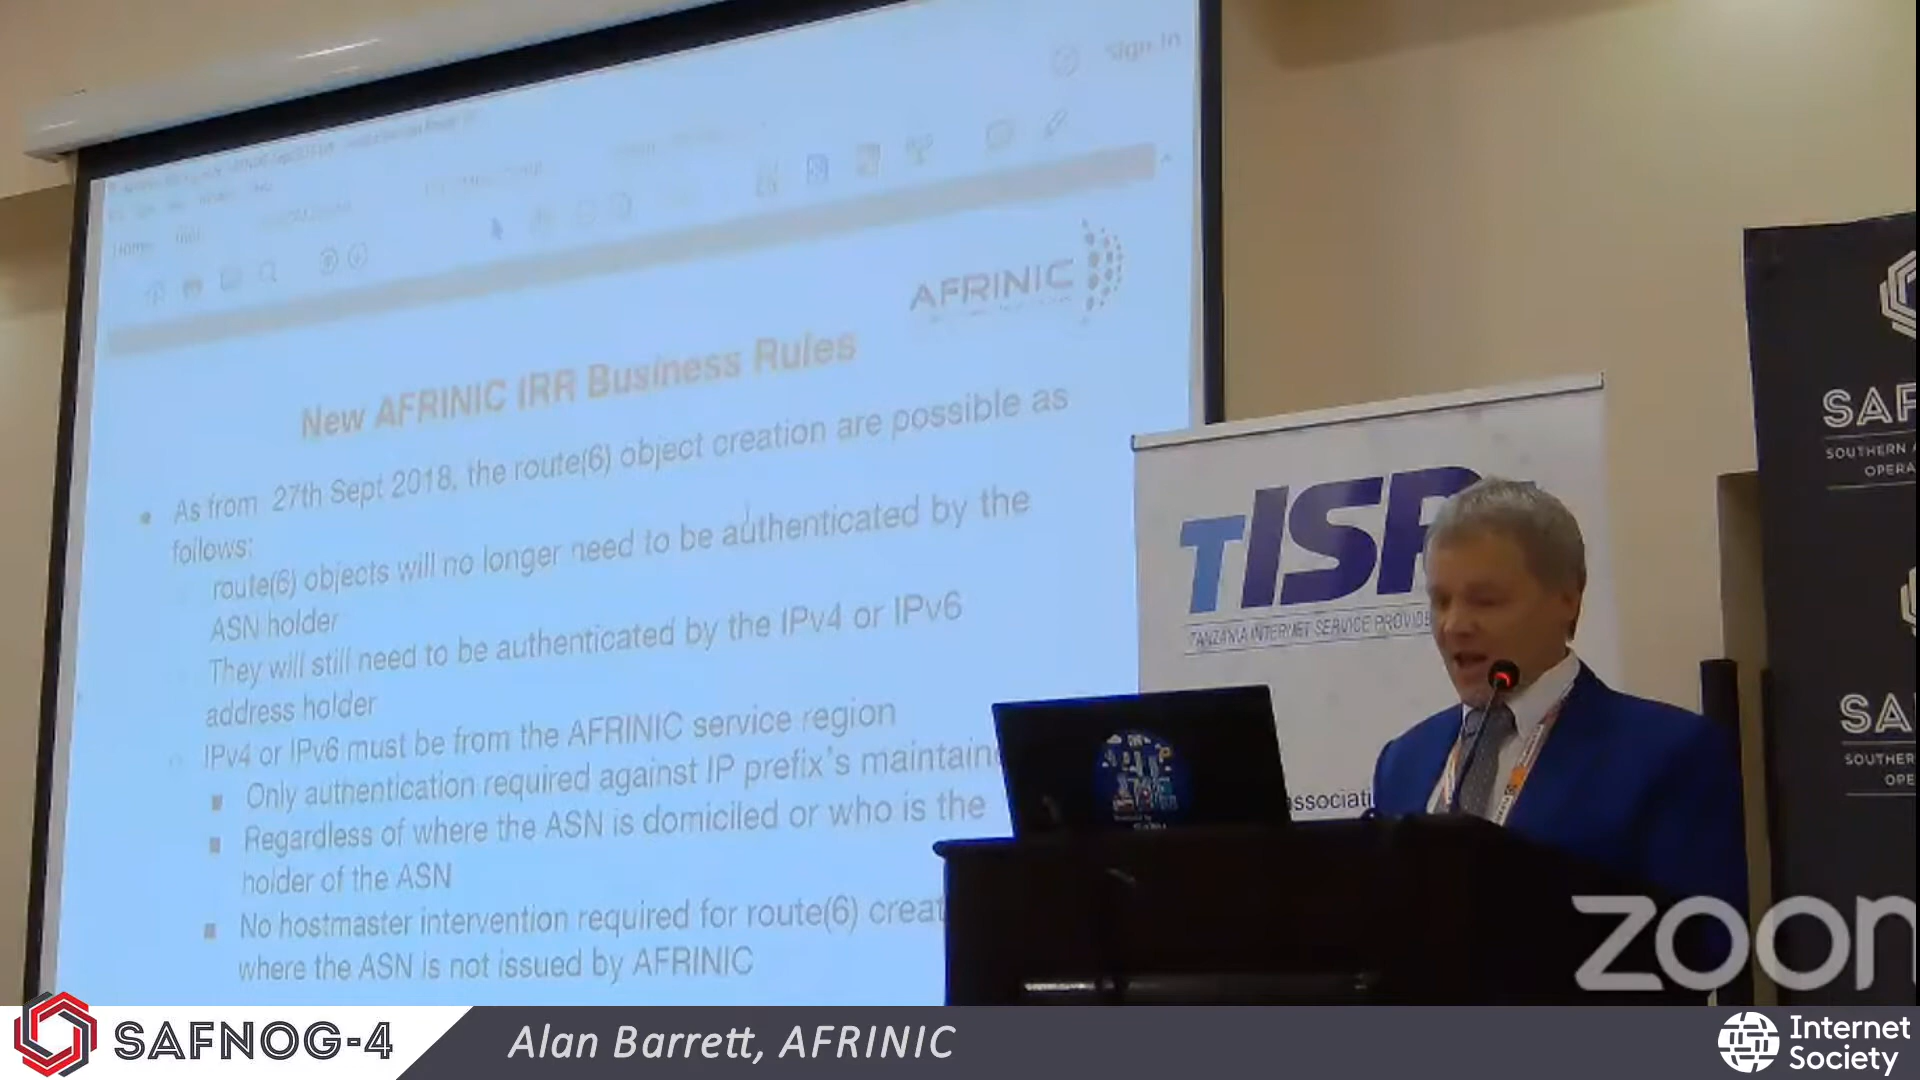 Sign In
Home
AFRINIC
New AFRINIC IRR Business Rules
As from 27th Sept 2018, the route(6) object creation are possible as
follows:
route(6) objects will no longer need to be authenticated by the
ASN holder
They will still need to be authenticated by the IPv4 or IPv6
address holder
IPv4 or IPv6 must be from the AFRINIC service region
Only authentication required against IP prefix's maintain
Regardless of where the ASN is domiciled or who is the
holder of the ASN
No hostmaster intervention required for route(6) creat
where the ASN is not issued by AFRINIC
TISP
TANZANIA INTERNET SERVICE PROVIDE
associati
SAF
SOUTHERN
OPERA
SA
SOUTHER
OPE
zoom
SAFNOG-4
Alan Barrett, AFRINIC
Internet
Society